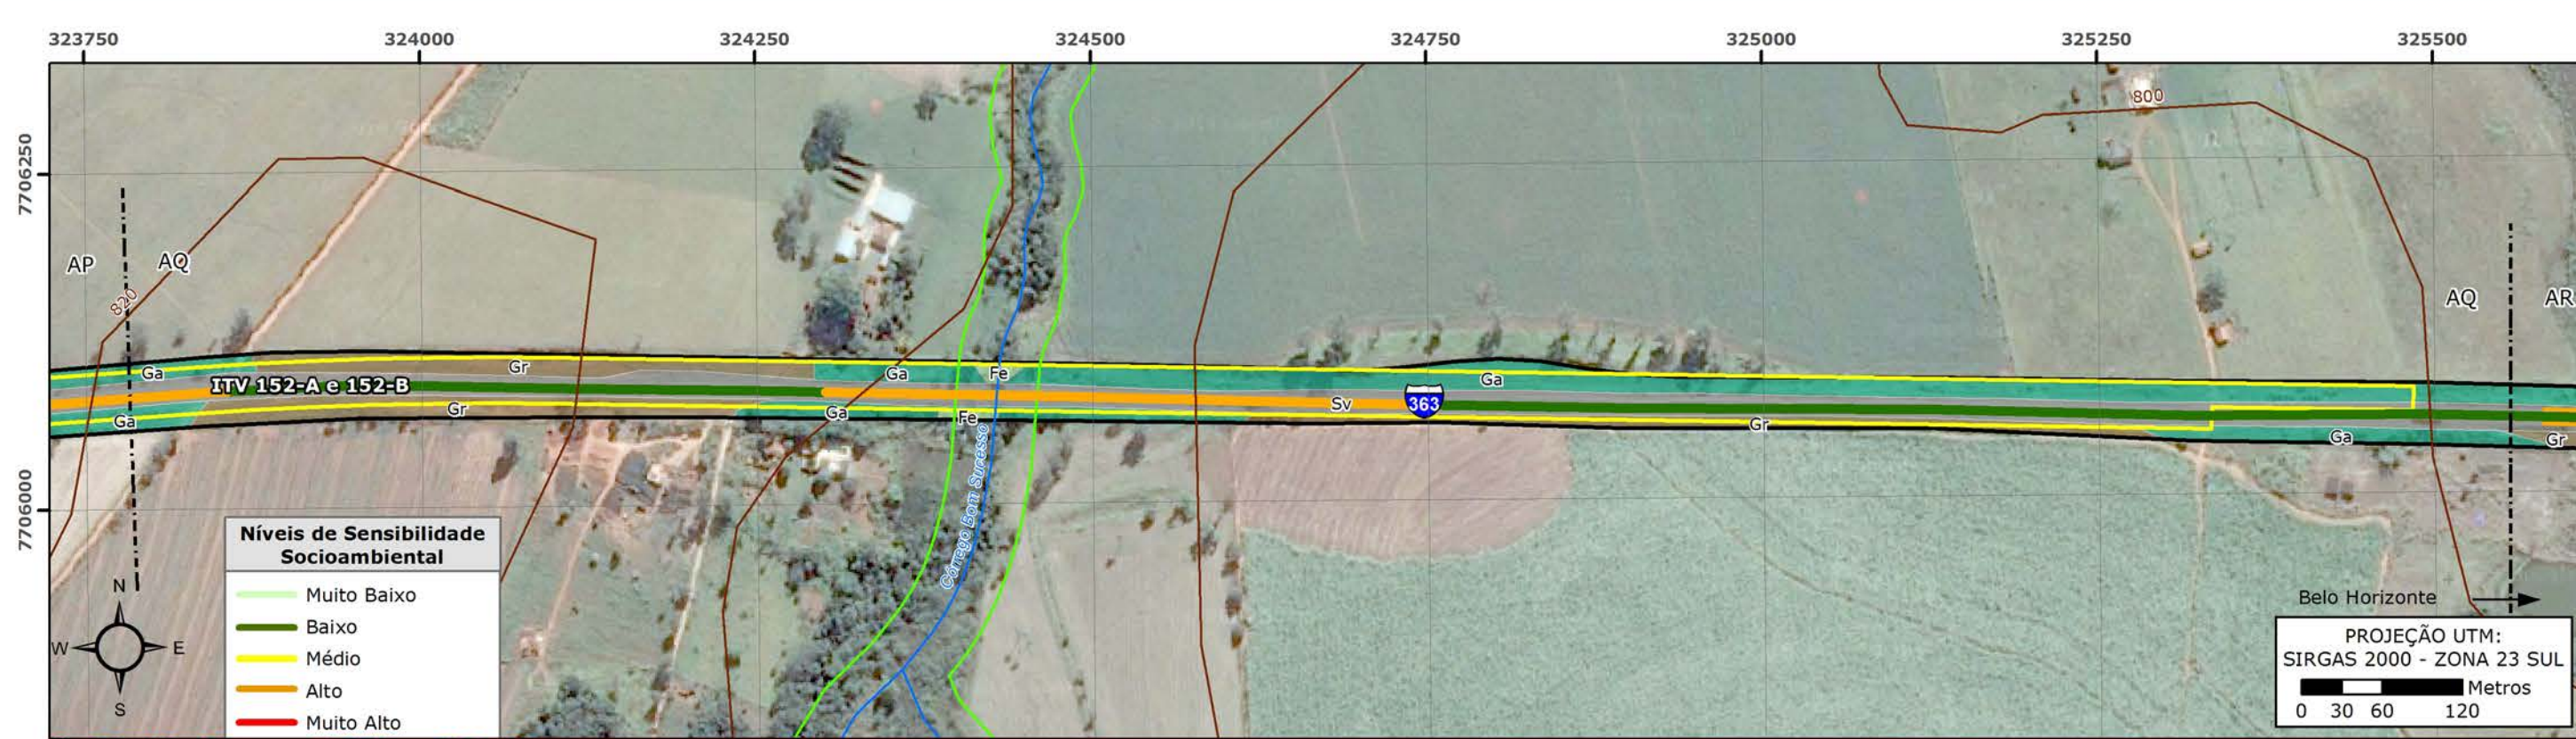 323750 324000 324250 324500 324750 325000 325250 325500
7706250
7706000
800
820
AP AQ
AQ AR
Ga Gr Ga Fe Ga
ITV 152-A e 152-B
Sv 363
Ga Gr Ga Fe Gr Ga Gr
Córrego Bom Sucesso
Níveis de Sensibilidade
Socioambiental
Muito Baixo
Baixo
Médio
Alto
Muito Alto
N
W E
S
Belo Horizonte
PROJEÇÃO UTM:
SIRGAS 2000 - ZONA 23 SUL
Metros
0 30 60 120